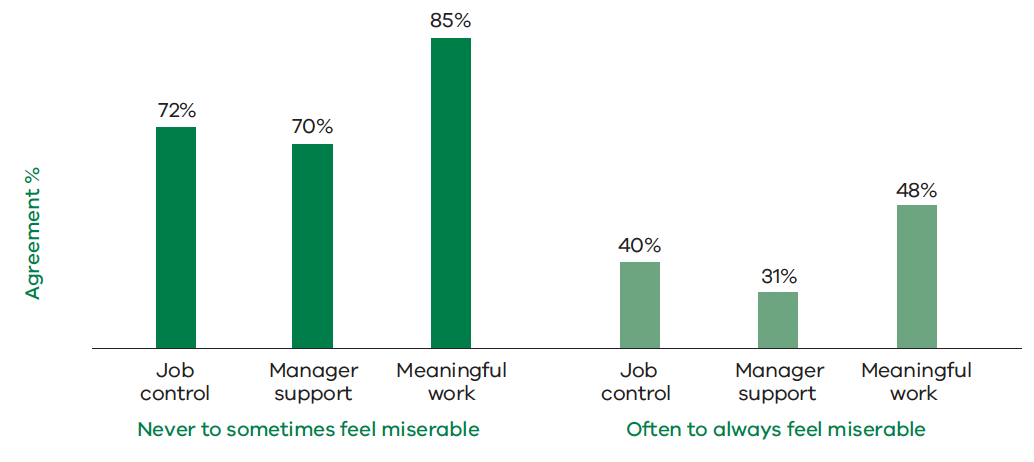 85%
72%
70%
48%
40%
31%
Agreement %
Job
control
Manager
support
Meaningful
work
Job
control
Manager
support
Meaningful
work
Never to sometimes feel miserable
Often to always feel miserable